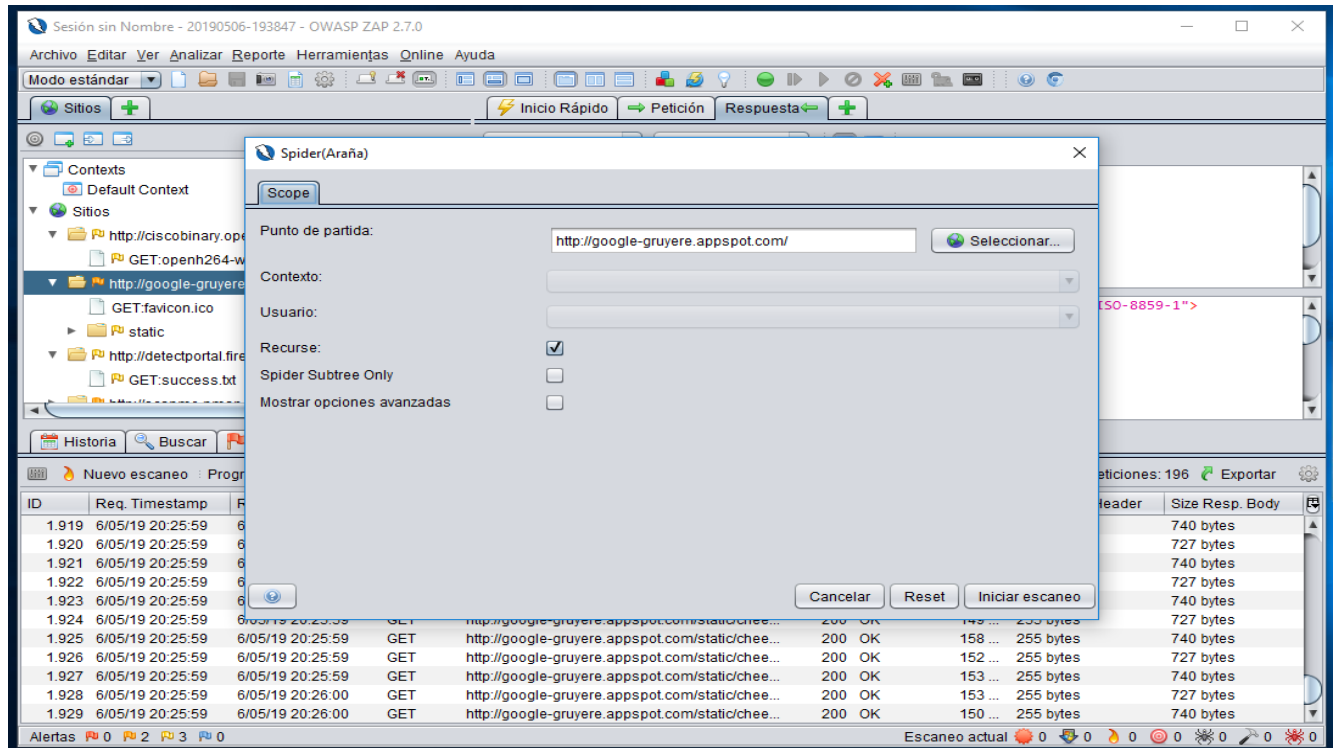 Sesión sin Nombre - 20190506-193847 - OWASP ZAP 2.7.0
Archivo Editar Ver Analizar Reporte Herramientas Online Ayuda
Modo estándar
Sitios
Inicio Rápido
Petición
Respuesta
Contexts
Default Context
Sitios
http://ciscobinary.ope
GET:openh264-w
http://google-gruyere
GET:favicon.ico
static
http://detectportal.fire
GET:success.txt
Spider(Araña)
Scope
Punto de partida:
http://google-gruyere.appspot.com/
Seleccionar...
Contexto:
Usuario:
Recurse:
Spider Subtree Only
Mostrar opciones avanzadas
Cancelar
Reset
Iniciar escaneo
ISO-8859-1">
Historia
Buscar
Nuevo escaneo
Progr
eticiones: 196
Exportar
ID Req. Timestamp R Header Size Resp. Body
1.919 6/05/19 20:25:59 6 740 bytes
1.920 6/05/19 20:25:59 6 727 bytes
1.921 6/05/19 20:25:59 6 740 bytes
1.922 6/05/19 20:25:59 6 727 bytes
1.923 6/05/19 20:25:59 6 740 bytes
1.924 6/05/19 20:25:59 6/05/19 20:25:59 GET http://google-gruyere.appspot.com/static/chee... 200 OK 149 ... 255 bytes 727 bytes
1.925 6/05/19 20:25:59 6/05/19 20:25:59 GET http://google-gruyere.appspot.com/static/chee... 200 OK 158 ... 255 bytes 740 bytes
1.926 6/05/19 20:25:59 6/05/19 20:25:59 GET http://google-gruyere.appspot.com/static/chee... 200 OK 152 ... 255 bytes 727 bytes
1.927 6/05/19 20:25:59 6/05/19 20:25:59 GET http://google-gruyere.appspot.com/static/chee... 200 OK 153 ... 255 bytes 740 bytes
1.928 6/05/19 20:25:59 6/05/19 20:26:00 GET http://google-gruyere.appspot.com/static/chee... 200 OK 153 ... 255 bytes 727 bytes
1.929 6/05/19 20:25:59 6/05/19 20:26:00 GET http://google-gruyere.appspot.com/static/chee... 200 OK 150 ... 255 bytes 740 bytes
Alertas 0 2 3 0 Escaneo actual 0 0 0 0 0 0 0